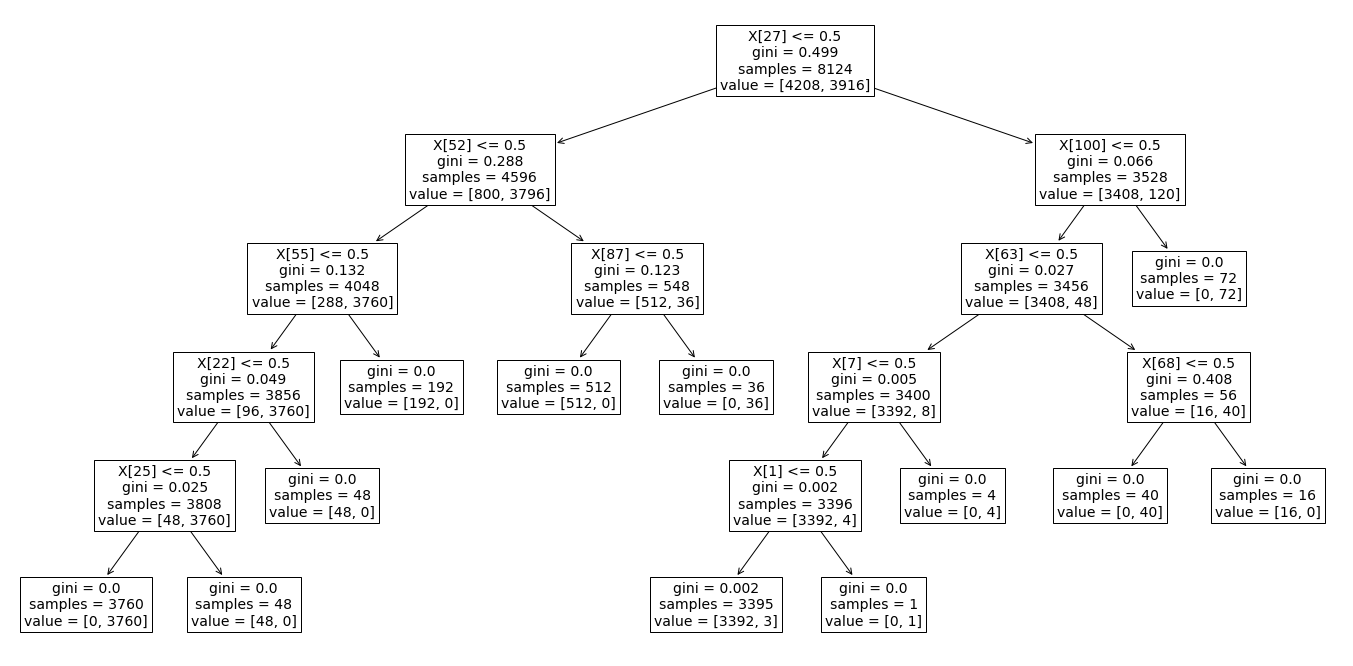 X[27] <= 0.5
gini = 0.499
samples = 8124
value = [4208, 3916]
X[52] <= 0.5
gini = 0.288
samples = 4596
value = [800, 3796]
X[100] <= 0.5
gini = 0.066
samples = 3528
value = [3408, 120]
X[55] <= 0.5
gini = 0.132
samples = 4048
value = [288, 3760]
X[87] <= 0.5
gini = 0.123
samples = 548
value = [512, 36]
X[63] <= 0.5
gini = 0.027
samples = 3456
value = [3408, 48]
gini = 0.0
samples = 72
value = [0, 72]
X[22] <= 0.5
gini = 0.049
samples = 3856
value = [96, 3760]
gini = 0.0
samples = 192
value = [192, 0]
gini = 0.0
samples = 512
value = [512, 0]
gini = 0.0
samples = 36
value = [0, 36]
X[7] <= 0.5
gini = 0.005
samples = 3400
value = [3392, 8]
X[68] <= 0.5
gini = 0.408
samples = 56
value = [16, 40]
X[25] <= 0.5
gini = 0.025
samples = 3808
value = [48, 3760]
gini = 0.0
samples = 48
value = [48, 0]
X[1] <= 0.5
gini = 0.002
samples = 3396
value = [3392, 4]
gini = 0.0
samples = 4
value = [0, 4]
gini = 0.0
samples = 40
value = [0, 40]
gini = 0.0
samples = 16
value = [16, 0]
gini = 0.0
samples = 3760
value = [0, 3760]
gini = 0.0
samples = 48
value = [48, 0]
gini = 0.002
samples = 3395
value = [3392, 3]
gini = 0.0
samples = 1
value = [0, 1]